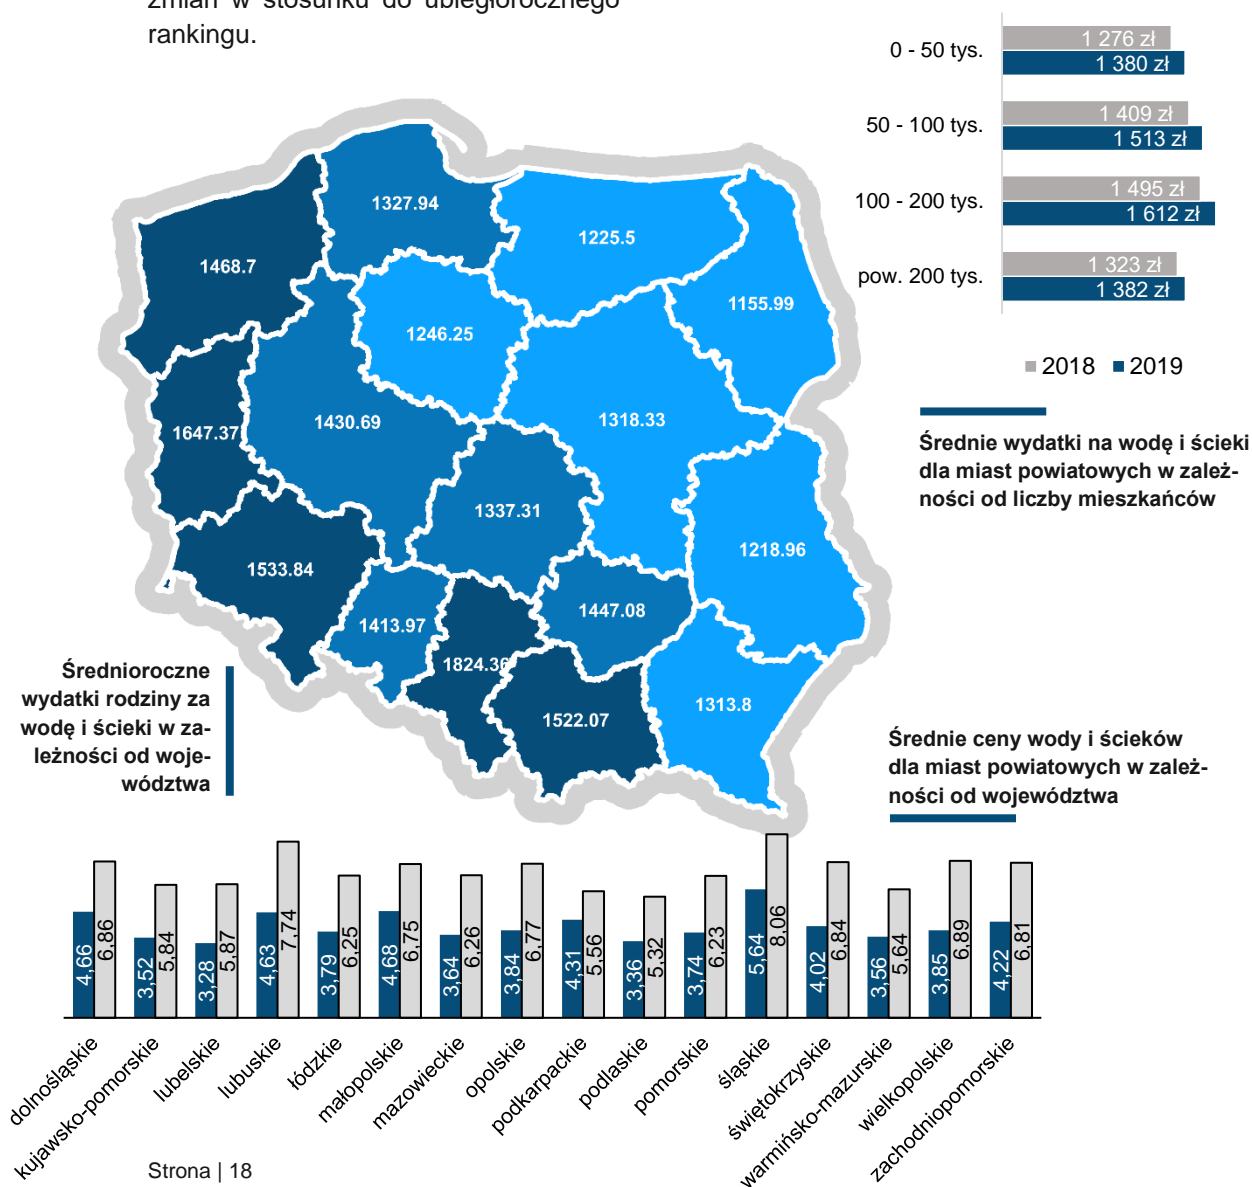 zmian w stosunku do ubiegłorocznego
rankingu.
0 - 50 tys.
1 276 zł
1 380 zł
50 - 100 tys.
1 409 zł
1 513 zł
100 - 200 tys.
1 495 zł
1 612 zł
pow. 200 tys.
1 323 zł
1 382 zł
2018 2019
Średnie wydatki na wodę i ścieki
dla miast powiatowych w zależ-
ności od liczby mieszkańców
1327.94
1225.5
1468.7
1155.99
1246.25
1430.69
1318.33
1647.37
1337.31
1218.96
1533.84
1447.08
1413.97
1824.36
1313.8
1522.07
Średnioroczne
wydatki rodziny za
wodę i ścieki w za-
leżności od woje-
wództwa
Średnie ceny wody i ścieków
dla miast powiatowych w zależ-
ności od województwa
4,66 6,86
3,52 5,84
3,28 5,87
4,63 7,74
3,79 6,25
4,68 6,75
3,64 6,26
3,84 6,77
4,31 5,56
3,36 5,32
3,74 6,23
5,64 8,06
4,02 6,84
3,56 5,64
3,85 6,89
4,22 6,81
dolnośląskie
kujawsko-pomorskie
lubelskie
lubuskie
łódzkie
małopolskie
mazowieckie
opolskie
podkarpackie
podlaskie
pomorskie
śląskie
świętokrzyskie
warmińsko-mazurskie
wielkopolskie
zachodniopomorskie
Strona | 18